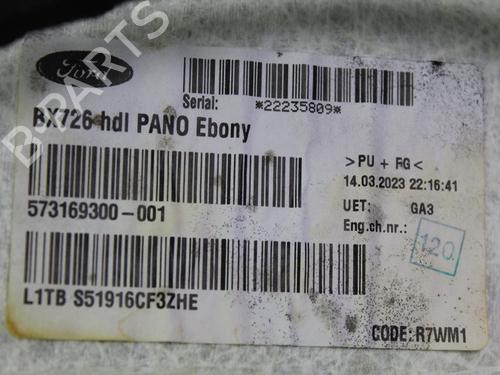 Ford
Serial: *22235809*
BX726 hdl PANO Ebony
>PU + RG<
14.03.2023 22:16:41
573169300-001
UET: GA3
Eng.ch.nr.:
120
L1TB S51916CF3ZHE
CODE: R7WM1
B-PARTS